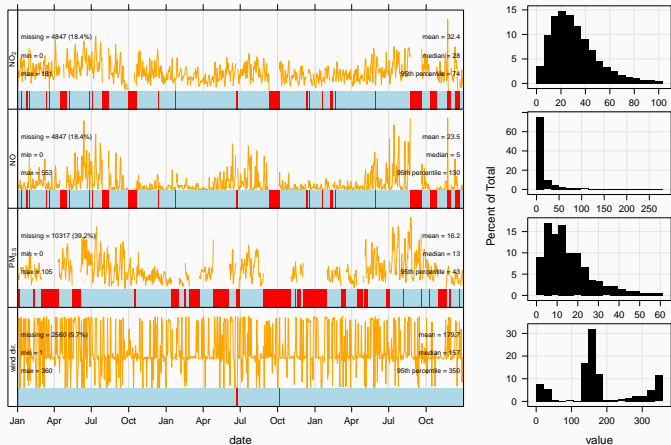 NO2
missing = 4847 (18.4%)
min = 0
max = 181
mean = 32.4
median = 28
95th percentile = 74
NO
missing = 4847 (18.4%)
min = 0
max = 553
mean = 23.5
median = 5
95th percentile = 130
PM2.5
missing = 10317 (39.2%)
min = 0
max = 105
mean = 16.2
median = 13
95th percentile = 43
wind dir.
missing = 2560 (9.7%)
min = 1
max = 360
mean = 179.7
median = 157
95th percentile = 350
Jan Apr Jul Oct Jan Apr Jul Oct Jan Apr Jul Oct
date
Percent of Total
15
10
5
0
0 20 40 60 80 100
60
40
20
0
0 50 100 150 200 250
15
10
5
0
0 10 20 30 40 50 60
30
20
10
0
0 100 200 300
value